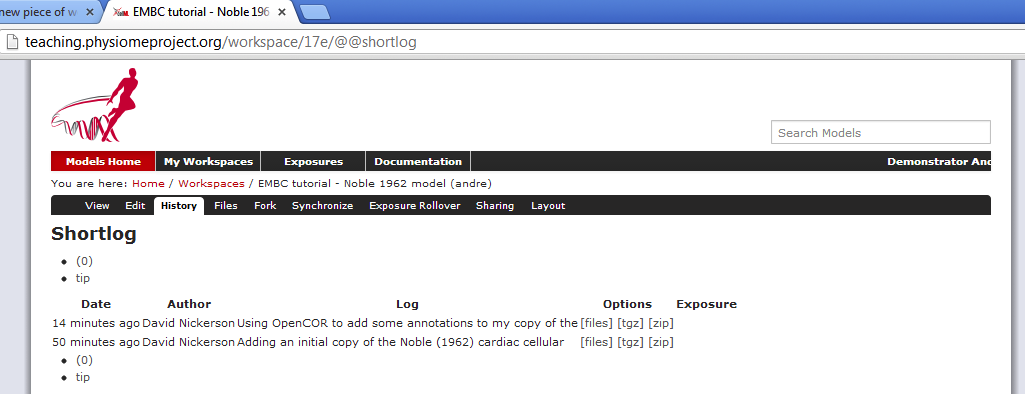 new piece of w
EMBC tutorial - Noble 196
teaching.physiomeproject.org/workspace/17e/@@shortlog
Search Models
Models Home My Workspaces Exposures Documentation Demonstrator And
You are here: Home / Workspaces / EMBC tutorial - Noble 1962 model (andre)
View Edit History Files Fork Synchronize Exposure Rollover Sharing Layout
Shortlog
(0)
tip
Date Author Log Options Exposure
14 minutes ago David Nickerson Using OpenCOR to add some annotations to my copy of the [files] [tgz] [zip]
50 minutes ago David Nickerson Adding an initial copy of the Noble (1962) cardiac cellular [files] [tgz] [zip]
(0)
tip